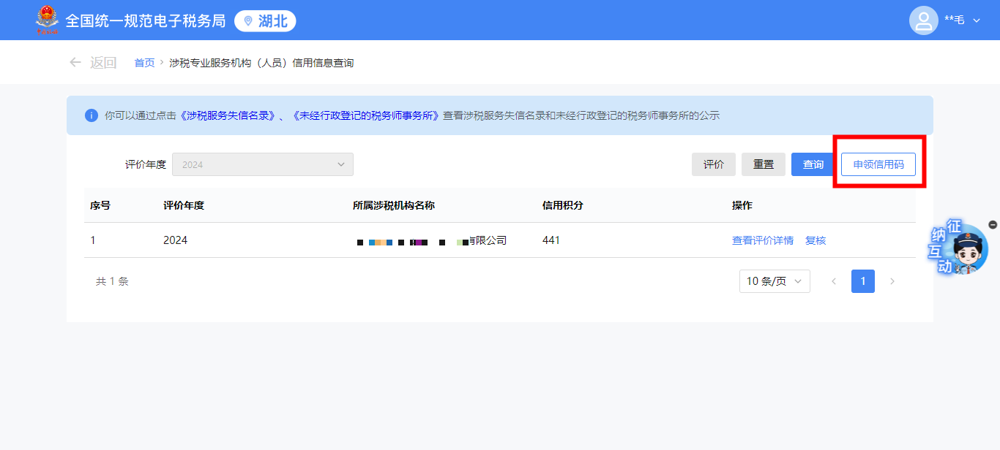 全国统一规范电子税务局 湖北 **毛
返回 首页 > 涉税专业服务机构（人员）信用信息查询
你可以通过点击《涉税服务失信名录》、《未经行政登记的税务师事务所》查看涉税服务失信名录和未经行政登记的税务师事务所的公示
评价年度 2024 评价 重置 查询 申领信用码
序号 评价年度 所属涉税机构名称 信用积分 操作
1 2024 有限公司 441 查看评价详情 复核
共 1 条 10 条/页 < 1 >
征纳互动